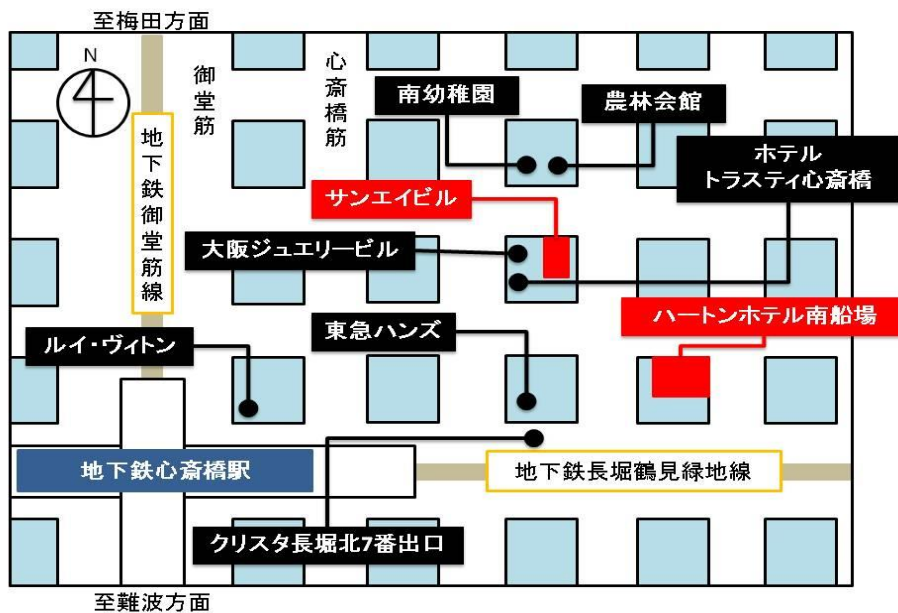 至梅田方面
N
御堂筋
心斎橋筋
南幼稚園
農林会館
地下鉄御堂筋線
ホテル
トラスティ心斎橋
サンエイビル
大阪ジュエリービル
ハートンホテル南船場
東急ハンズ
ルイ・ヴィトン
地下鉄心斎橋駅
地下鉄長堀鶴見緑地線
クリスタ長堀北7番出口
至難波方面